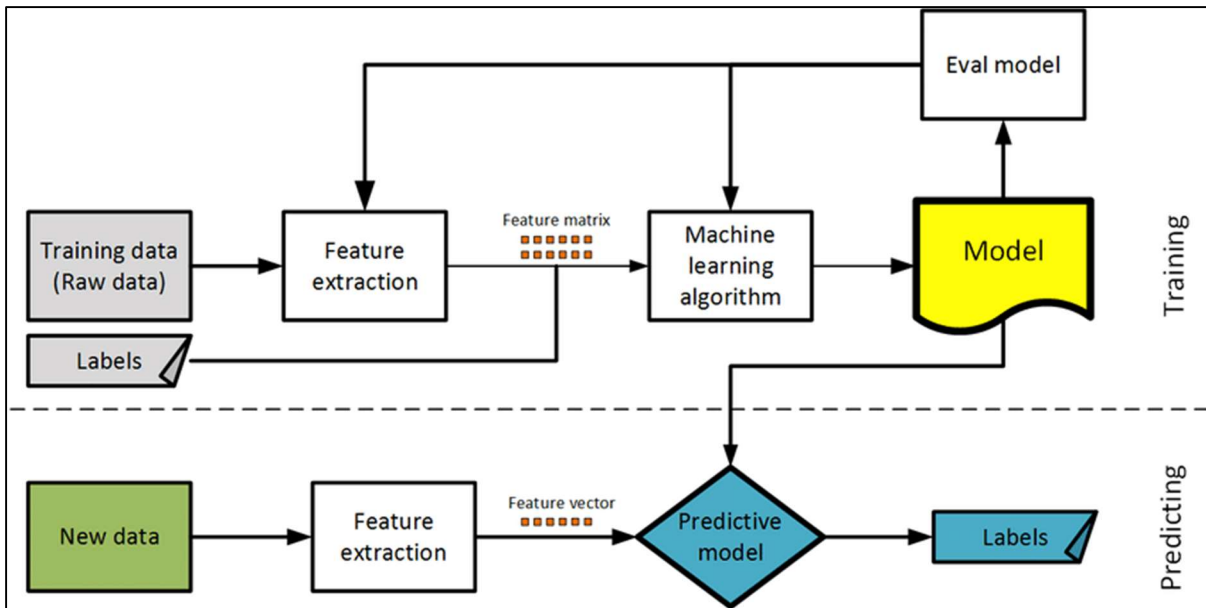 Eval model
Feature matrix
Training data
(Raw data)
Feature
extraction
Machine
learning
algorithm
Model
Training
Labels
New data
Feature
extraction
Feature vector
Predictive
model
Labels
Predicting